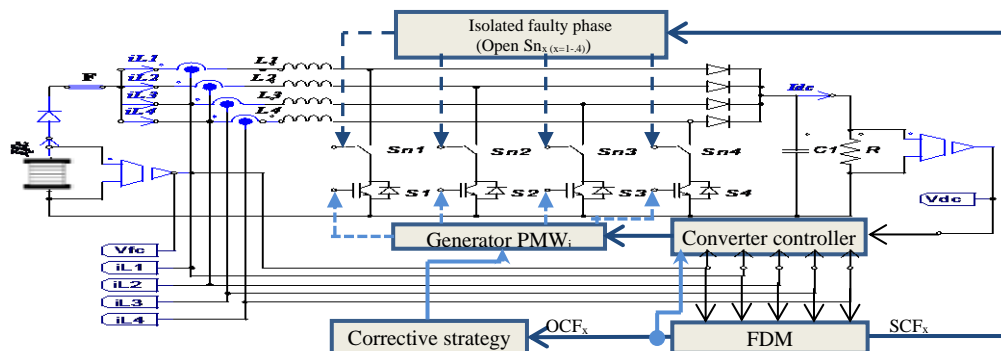 Isolated faulty phase
(Open Snx (x=1-.4))
iL1
iL2
iL3
iL4
F
L1
L2
L3
L4
Idc
Sn1
Sn2
Sn3
Sn4
S1
S2
S3
S4
C1
R
Vdc
Generator PMWi
Converter controller
Vfc
iL1
iL2
iL3
iL4
Corrective strategy
OCFx
FDM
SCFx